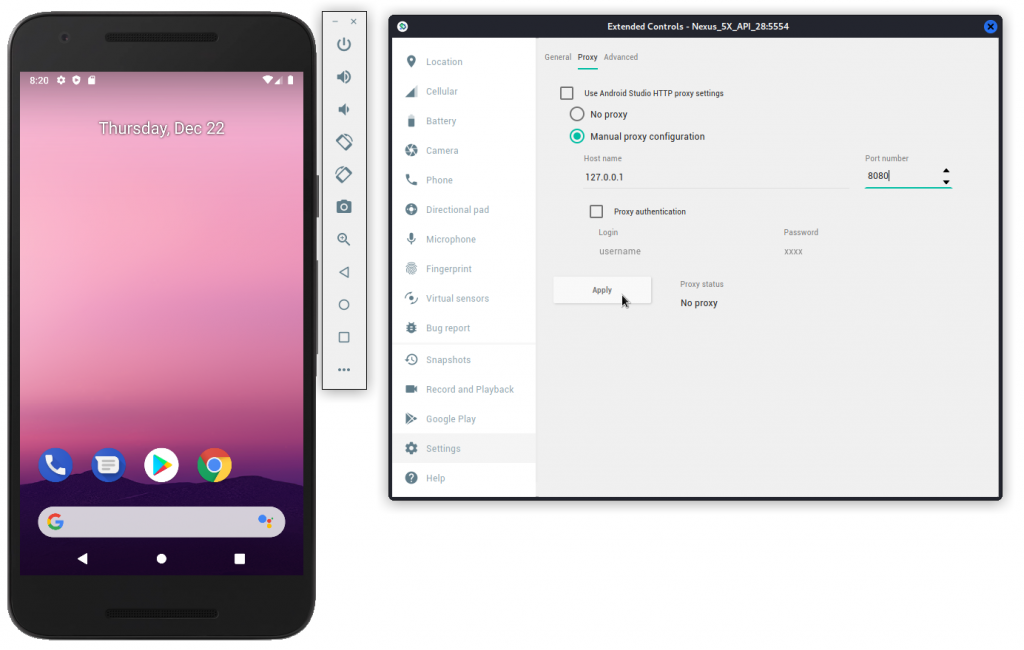 8:20
Thursday, Dec 22
Extended Controls - Nexus_5X_API_28:5554
Location
Cellular
Battery
Camera
Phone
Directional pad
Microphone
Fingerprint
Virtual sensors
Bug report
Snapshots
Record and Playback
Google Play
Settings
Help
General Proxy Advanced
Use Android Studio HTTP proxy settings
No proxy
Manual proxy configuration
Host name Port number
127.0.0.1 8080
Proxy authentication
Login Password
username xxxx
Apply
Proxy status
No proxy